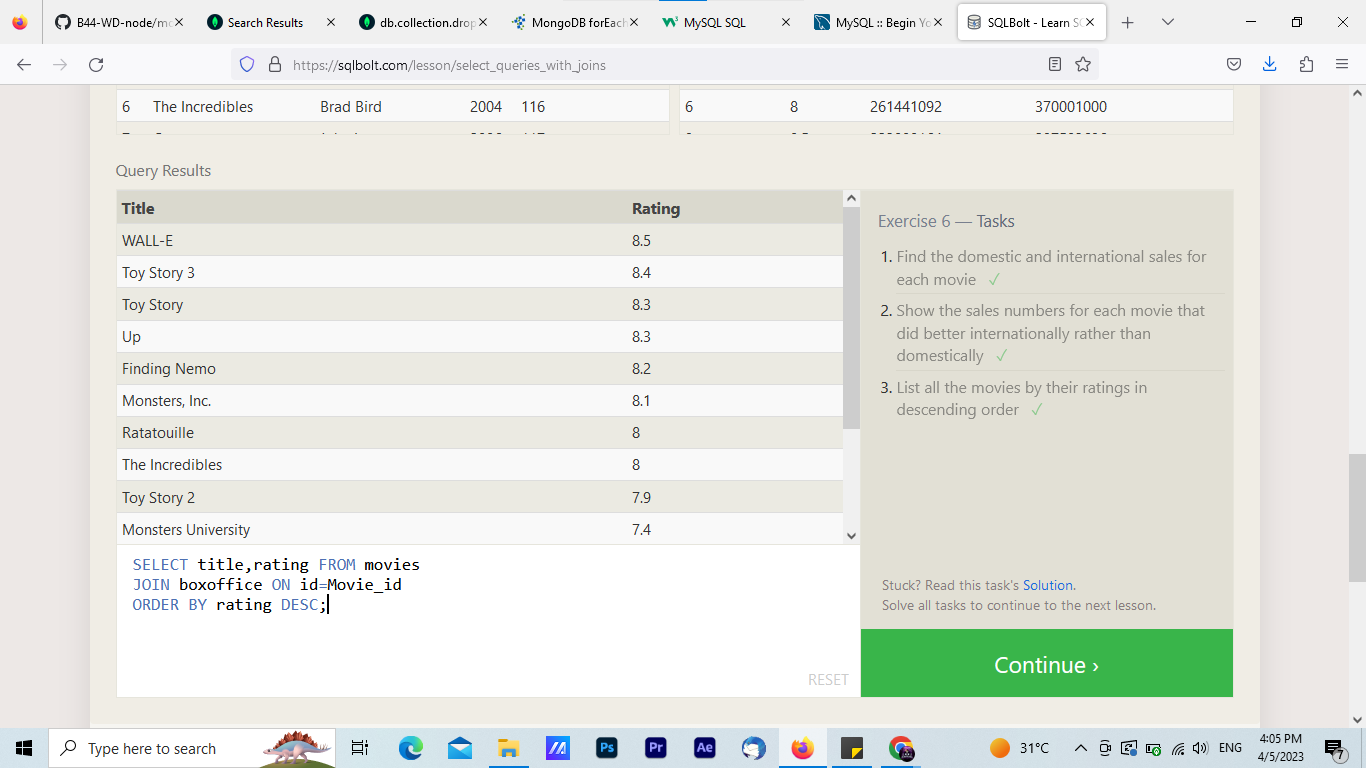 B44-WD-node/mo
Search Results
db.collection.drop
MongoDB forEach
MySQL SQL
MySQL :: Begin Yo
SQLBolt - Learn SQ
https://sqlbolt.com/lesson/select_queries_with_joins
6 The Incredibles Brad Bird 2004 116 6 8 261441092 370001000
Query Results
Title Rating
WALL-E 8.5
Toy Story 3 8.4
Toy Story 8.3
Up 8.3
Finding Nemo 8.2
Monsters, Inc. 8.1
Ratatouille 8
The Incredibles 8
Toy Story 2 7.9
Monsters University 7.4
SELECT title,rating FROM movies
JOIN boxoffice ON id=Movie_id
ORDER BY rating DESC;
RESET
Exercise 6 — Tasks
1. Find the domestic and international sales for
each movie ✓
2. Show the sales numbers for each movie that
did better internationally rather than
domestically ✓
3. List all the movies by their ratings in
descending order ✓
Stuck? Read this task's Solution.
Solve all tasks to continue to the next lesson.
Continue ›
Type here to search
Ps
Pr
Ae
31°C
ENG
4:05 PM
4/5/2023
7